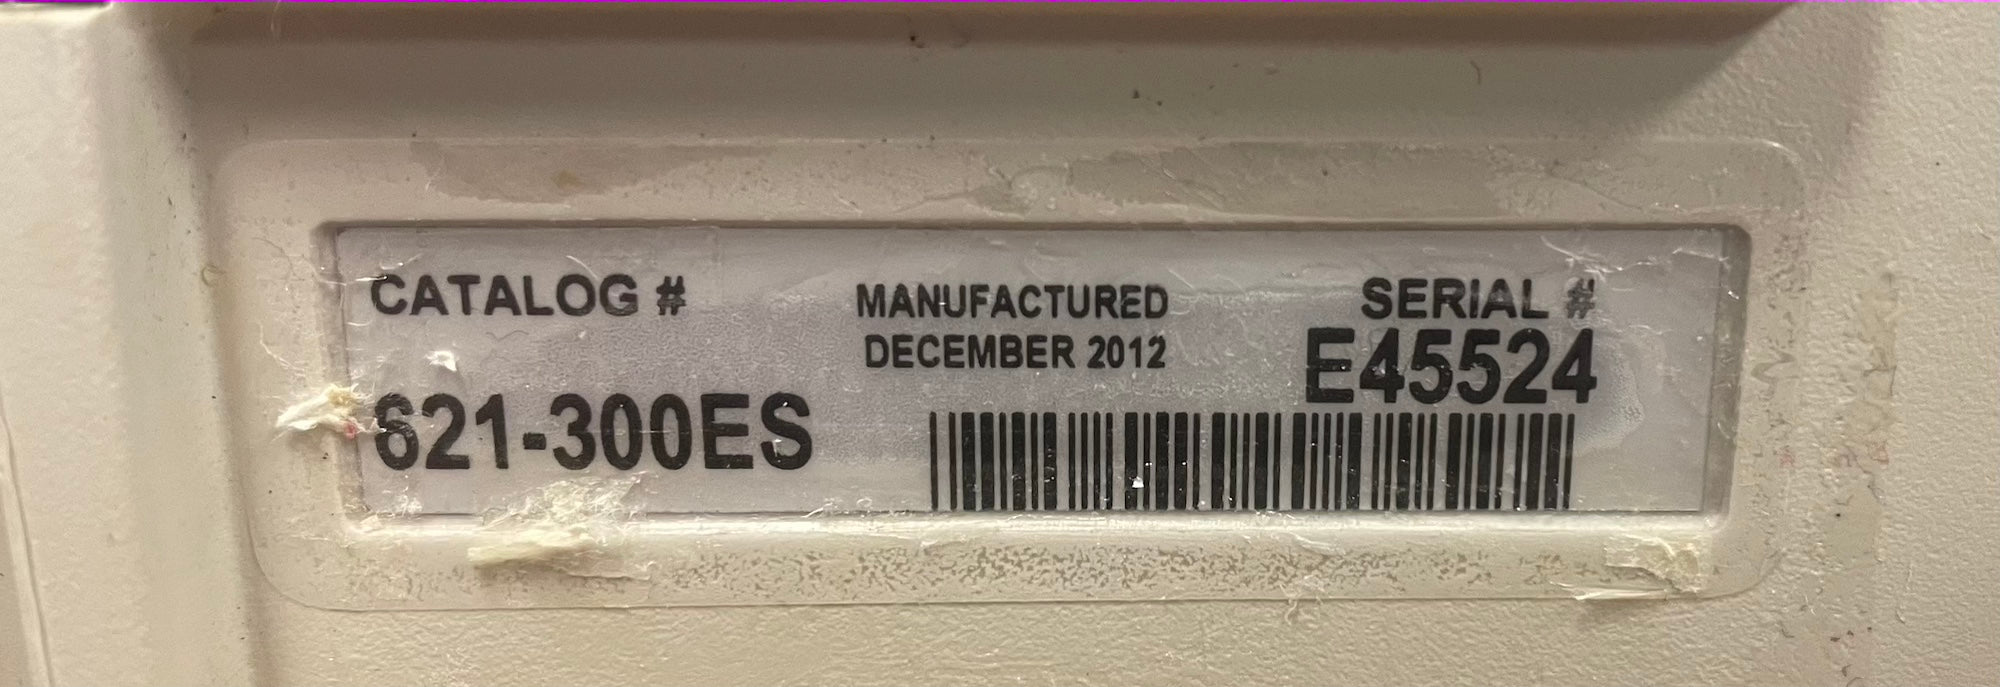 CATALOG #
621-300ES
MANUFACTURED
DECEMBER 2012
SERIAL #
E45524